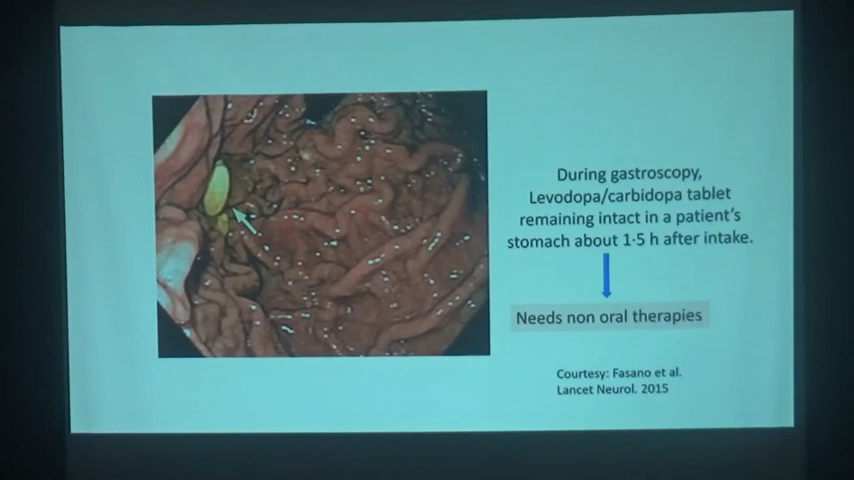 During gastroscopy,
Levodopa/carbidopa tablet
remaining intact in a patient's
stomach about 1·5 h after intake.
Needs non oral therapies
Courtesy: Fasano et al.
Lancet Neurol. 2015